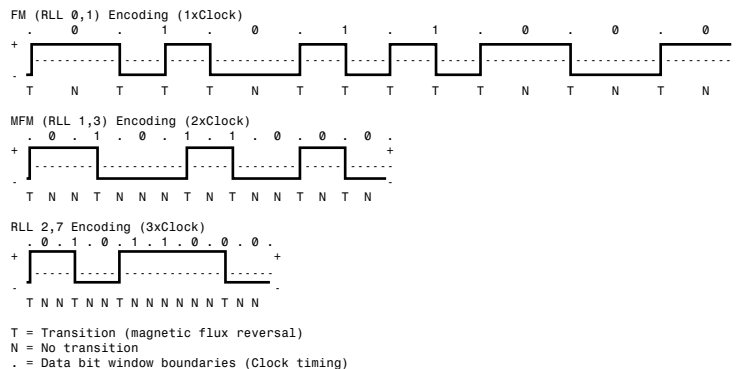 FM (RLL 0,1) Encoding (1xClock)
. 0 . 1 . 0 . 1 . 1 . 0 . 0 . 0
+
-
T N T T T N T T T T T N T N T N
MFM (RLL 1,3) Encoding (2xClock)
. 0 . 1 . 0 . 1 . 1 . 0 . 0 . 0 .
+ +
- -
T N N T N N N T N T N N T N T N
RLL 2,7 Encoding (3xClock)
. 0 . 1 . 0 . 1 . 1 . 0 . 0 . 0 .
+ +
- -
T N N T N N T N N N N N N T N N
T = Transition (magnetic flux reversal)
N = No transition
. = Data bit window boundaries (Clock timing)